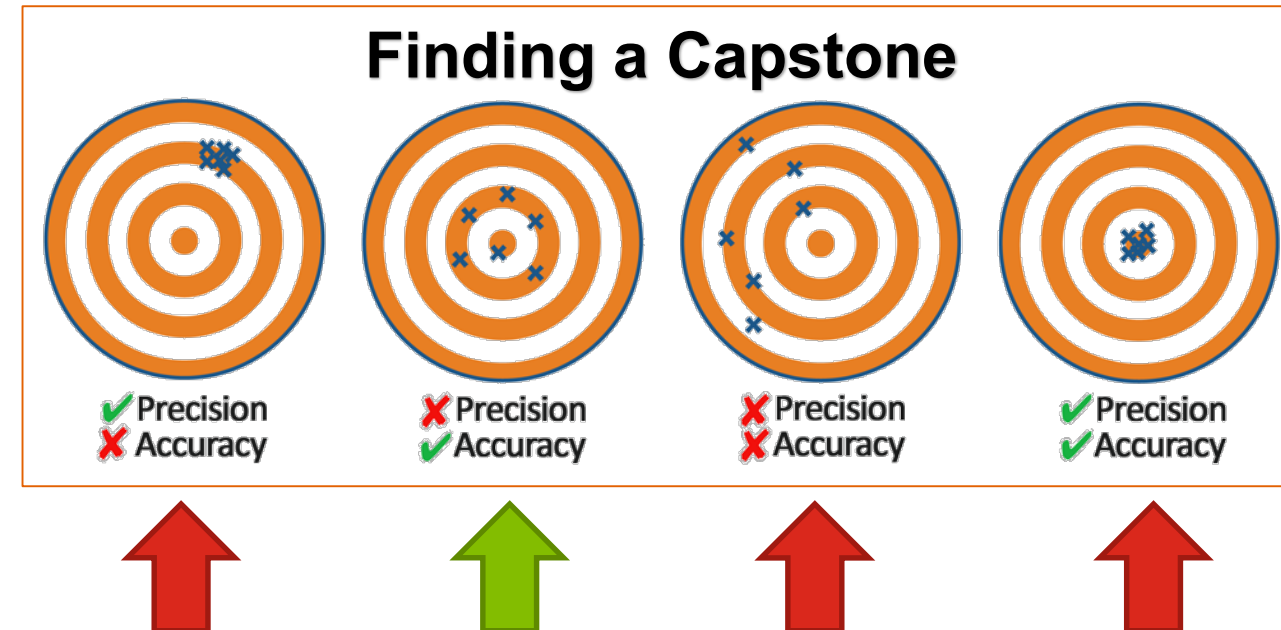 Finding a Capstone
Precision
Accuracy
Precision
Accuracy
Precision
Accuracy
Precision
Accuracy